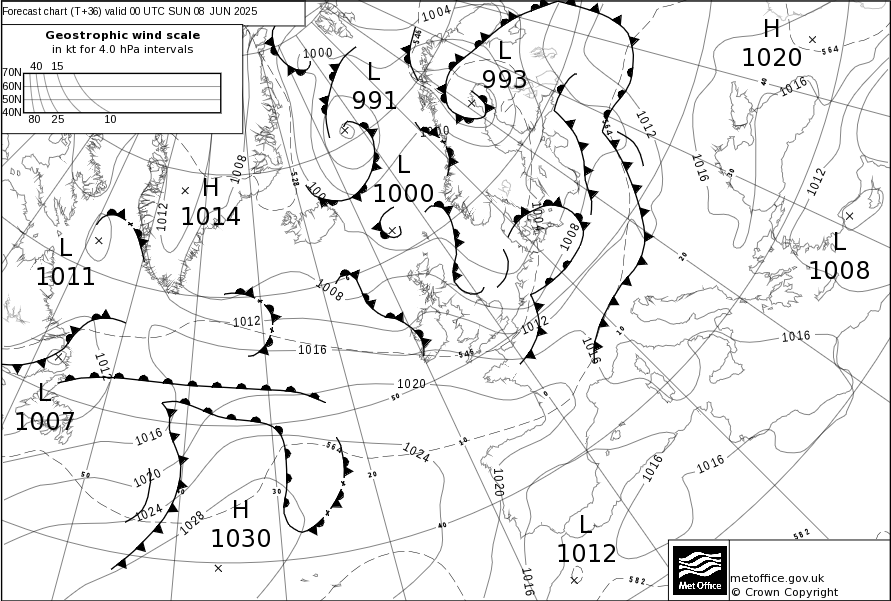 Forecast chart (T+36) valid 00 UTC SUN 08 JUN 2025
Geostrophic wind scale
in kt for 4.0 hPa intervals
40 15
70N
60N
50N
40N
80 25 10
1004
546
H
1020
564
1000
L
991
L
993
40
1016
1012
564
1000
L
1000
1008
528
H
1014
1012
1016
30
1012
1004
1008
L
1011
L
1008
20
1008
1012
1012
10
1016
1016
546
1016
1012
1020
50
0
L
1007
1016
10
564
1024
1016
1016
50
1020
20
1020
40
30
1024
1028
H
1030
40
L
1012
582
1016
582
Met Office
metoffice.gov.uk
© Crown Copyright